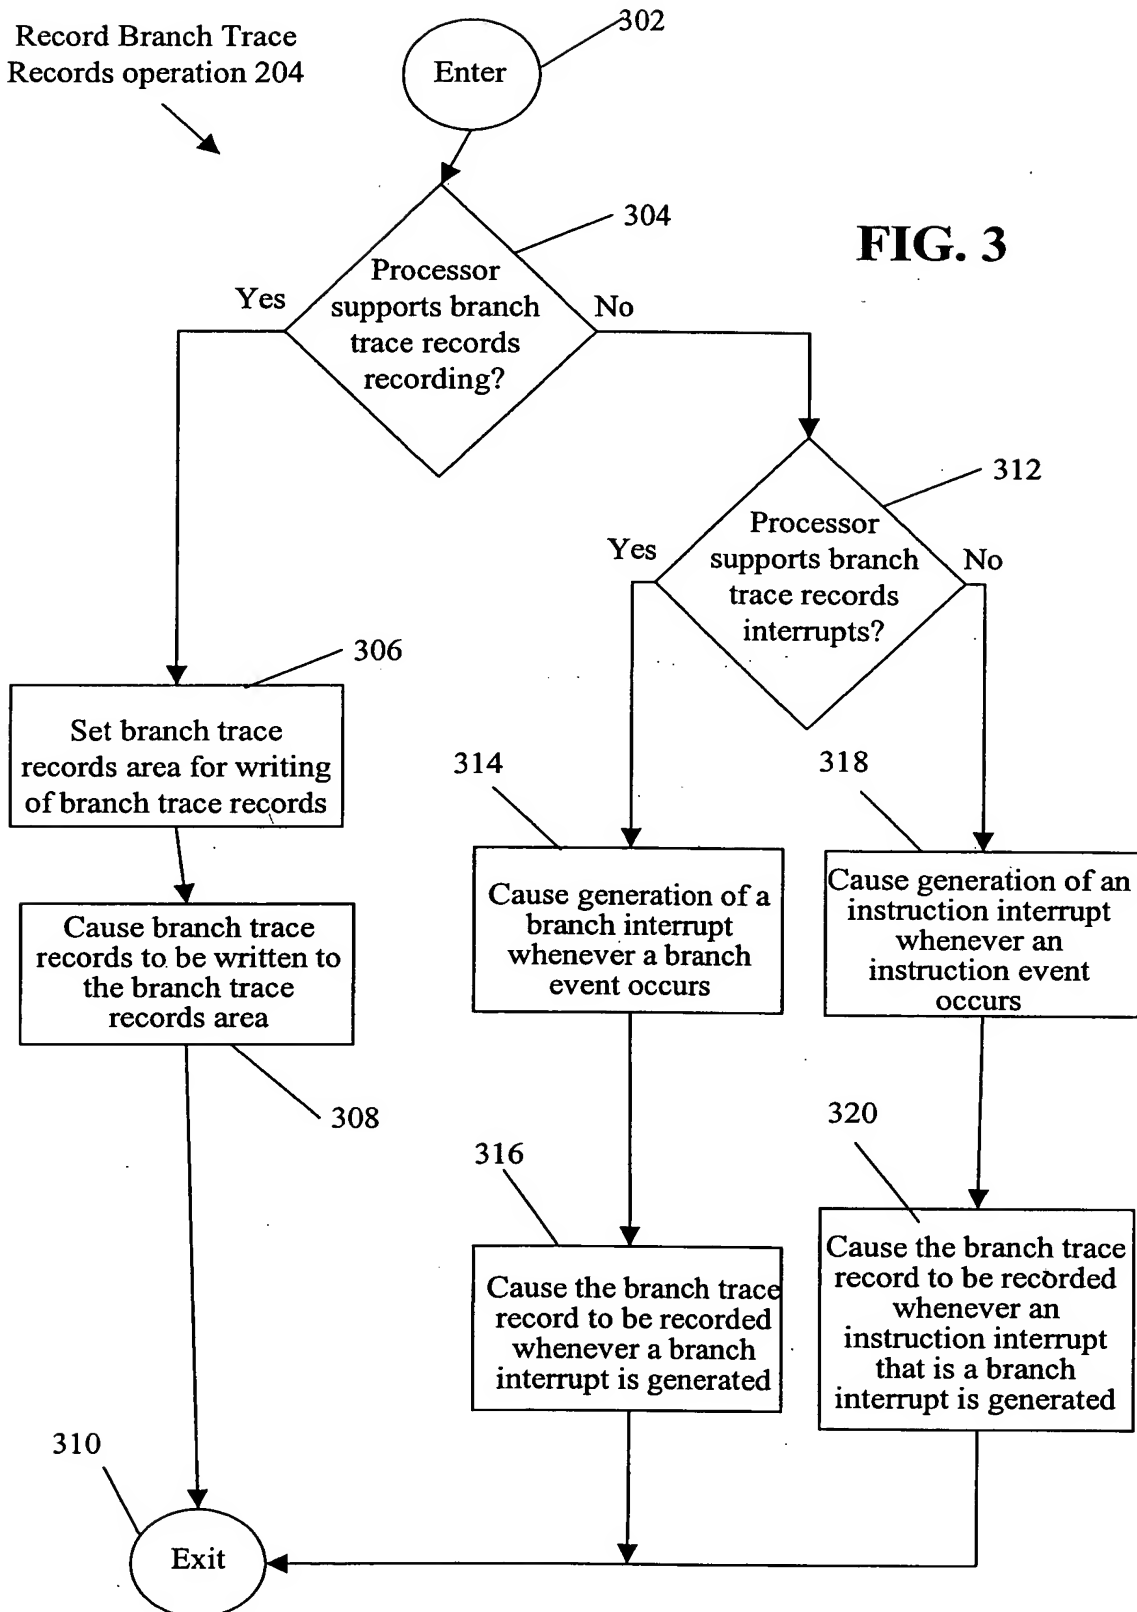 Record Branch Trace
Records operation 204
302
Enter
304
FIG. 3
Processor
supports branch
trace records
recording?
Yes
No
312
Processor
supports branch
trace records
interrupts?
Yes
No
306
Set branch trace
records area for writing
of branch trace records
314
318
Cause generation of a
branch interrupt
whenever a branch
event occurs
Cause generation of an
instruction interrupt
whenever an
instruction event
occurs
Cause branch trace
records to be written to
the branch trace
records area
308
316
320
Cause the branch trace
record to be recorded
whenever a branch
interrupt is generated
Cause the branch trace
record to be recorded
whenever an
instruction interrupt
that is a branch
interrupt is generated
310
Exit